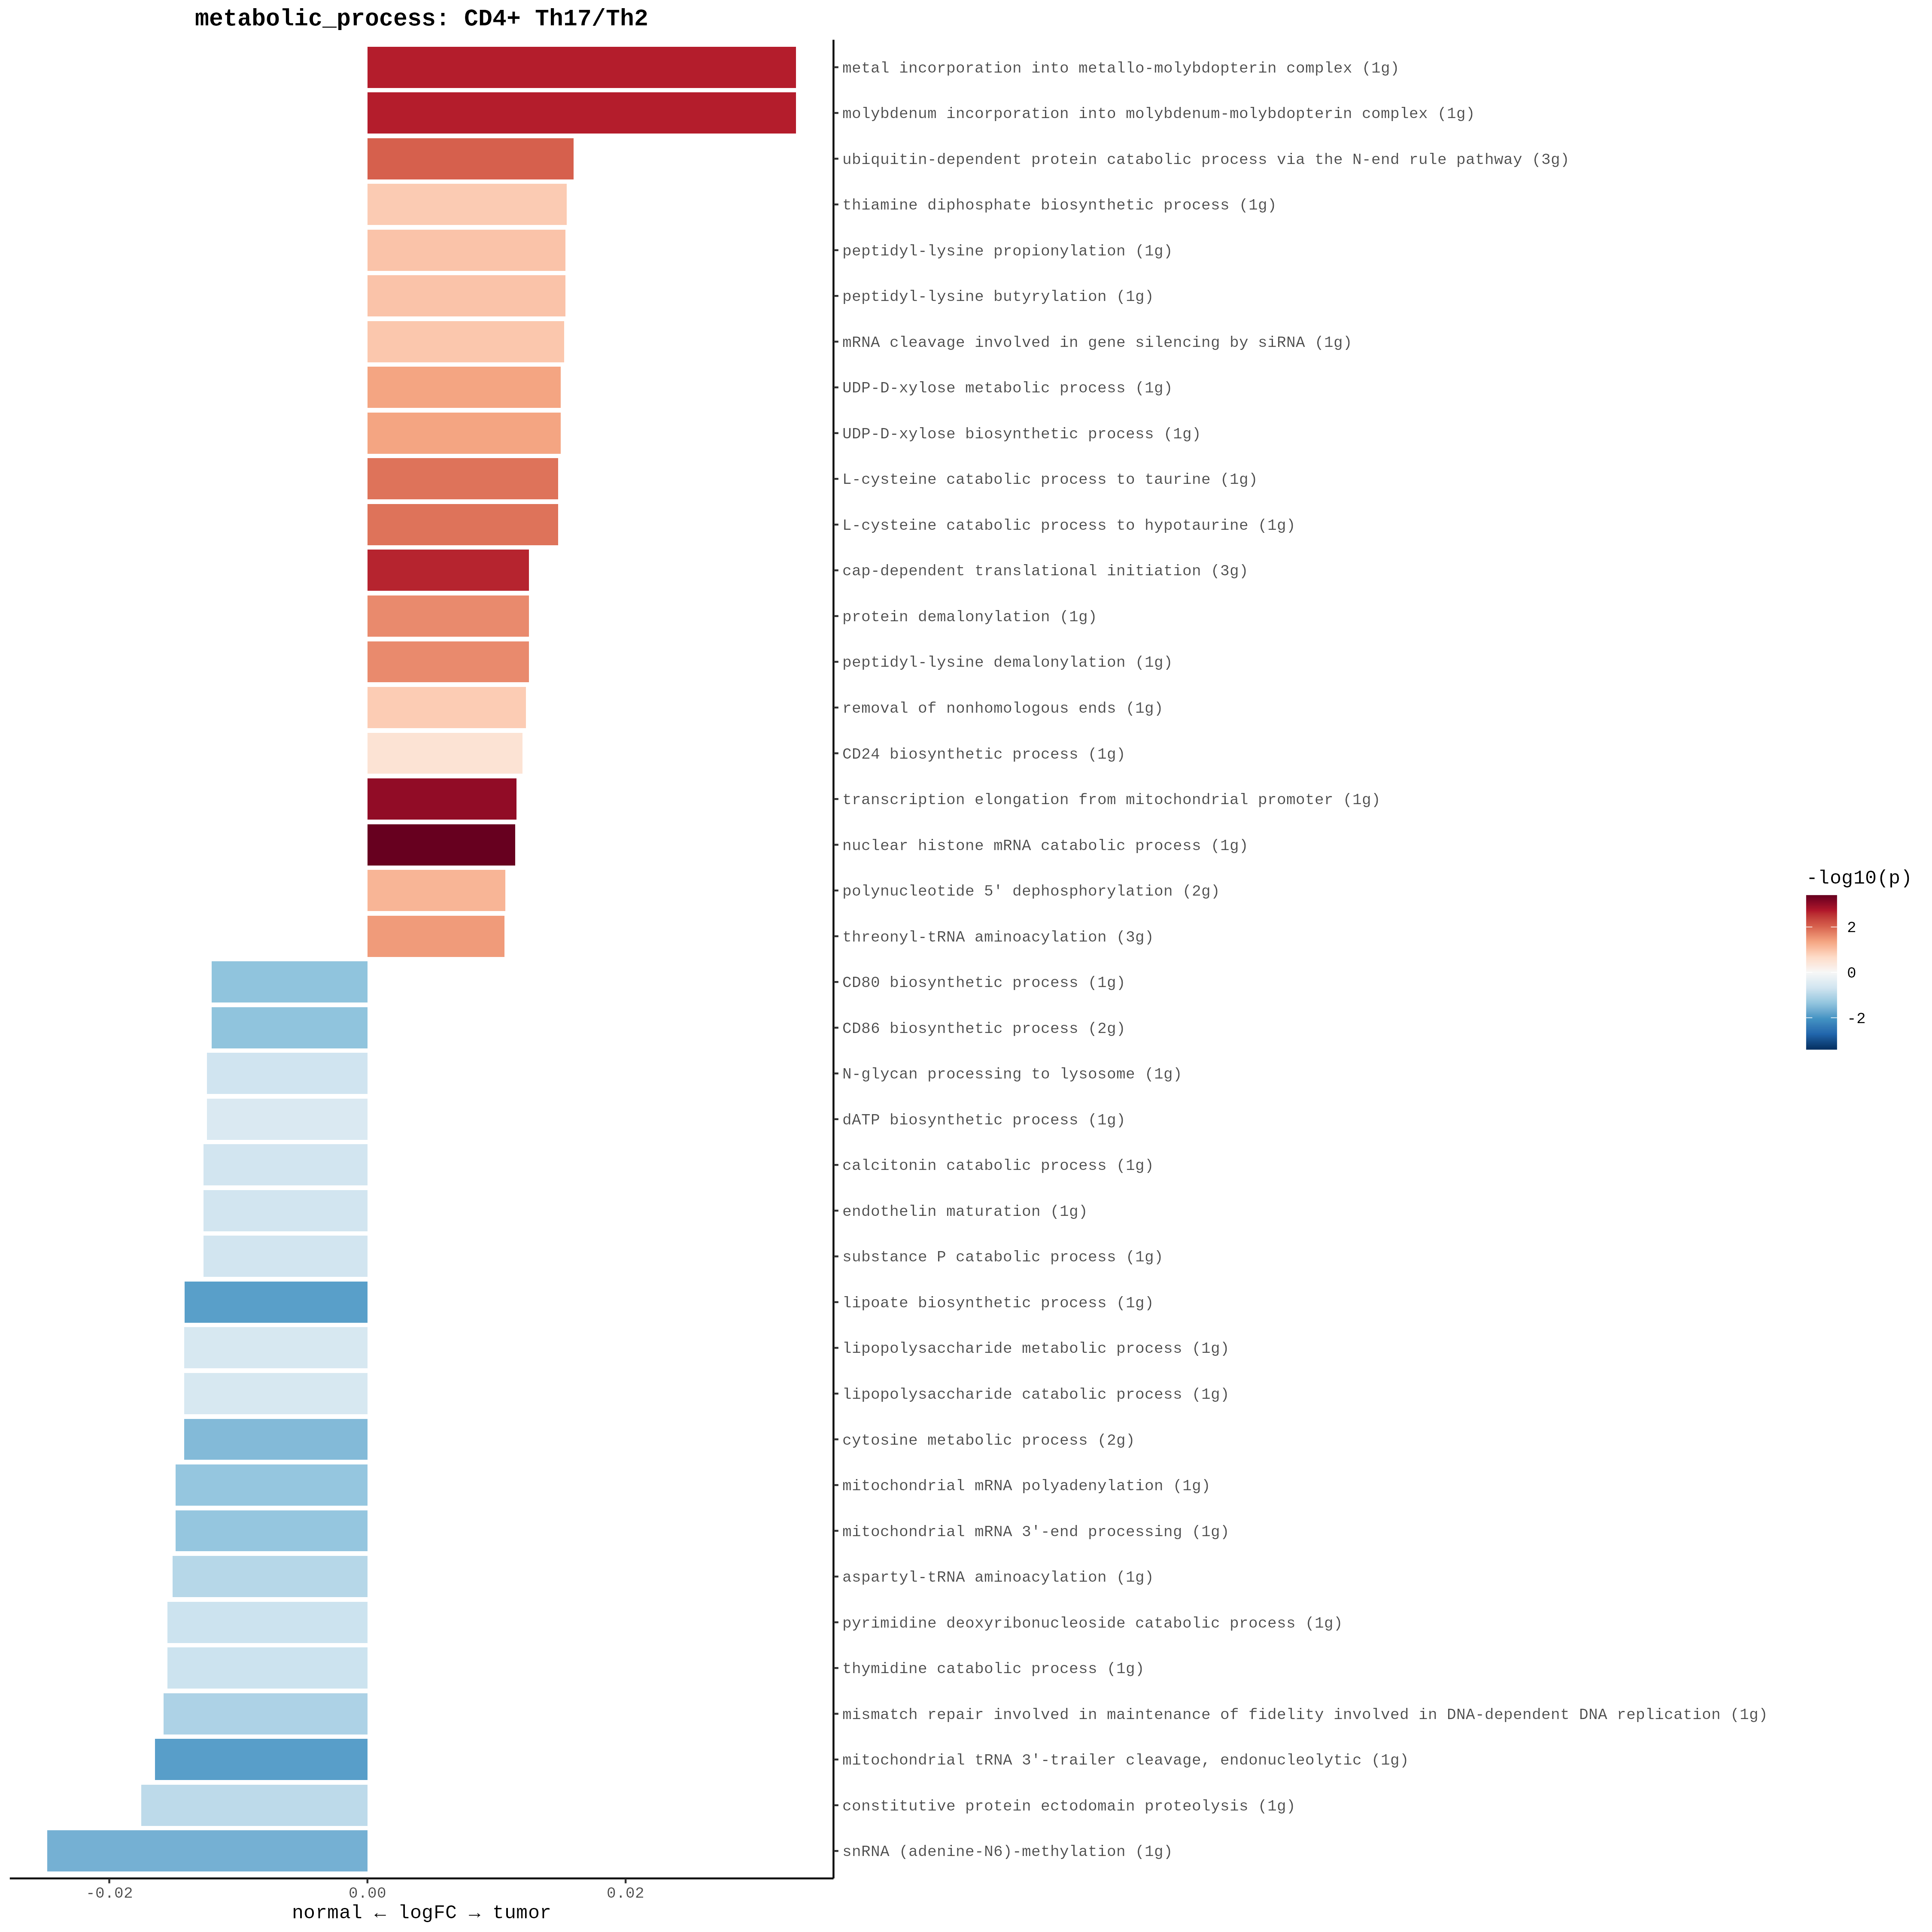 metabolic_process: CD4+ Th17/Th2
metal incorporation into metallo-molybdopterin complex (1g)
molybdenum incorporation into molybdenum-molybdopterin complex (1g)
ubiquitin-dependent protein catabolic process via the N-end rule pathway (3g)
thiamine diphosphate biosynthetic process (1g)
peptidyl-lysine propionylation (1g)
peptidyl-lysine butyrylation (1g)
mRNA cleavage involved in gene silencing by siRNA (1g)
UDP-D-xylose metabolic process (1g)
UDP-D-xylose biosynthetic process (1g)
L-cysteine catabolic process to taurine (1g)
L-cysteine catabolic process to hypotaurine (1g)
cap-dependent translational initiation (3g)
protein demalonylation (1g)
peptidyl-lysine demalonylation (1g)
removal of nonhomologous ends (1g)
CD24 biosynthetic process (1g)
transcription elongation from mitochondrial promoter (1g)
nuclear histone mRNA catabolic process (1g)
polynucleotide 5' dephosphorylation (2g)
threonyl-tRNA aminoacylation (3g)
CD80 biosynthetic process (1g)
CD86 biosynthetic process (2g)
N-glycan processing to lysosome (1g)
dATP biosynthetic process (1g)
calcitonin catabolic process (1g)
endothelin maturation (1g)
substance P catabolic process (1g)
lipoate biosynthetic process (1g)
lipopolysaccharide metabolic process (1g)
lipopolysaccharide catabolic process (1g)
cytosine metabolic process (2g)
mitochondrial mRNA polyadenylation (1g)
mitochondrial mRNA 3'-end processing (1g)
aspartyl-tRNA aminoacylation (1g)
pyrimidine deoxyribonucleoside catabolic process (1g)
thymidine catabolic process (1g)
mismatch repair involved in maintenance of fidelity involved in DNA-dependent DNA replication (1g)
mitochondrial tRNA 3'-trailer cleavage, endonucleolytic (1g)
constitutive protein ectodomain proteolysis (1g)
snRNA (adenine-N6)-methylation (1g)
-0.02 0.00 0.02
normal ← logFC → tumor
-log10(p)
2
0
-2